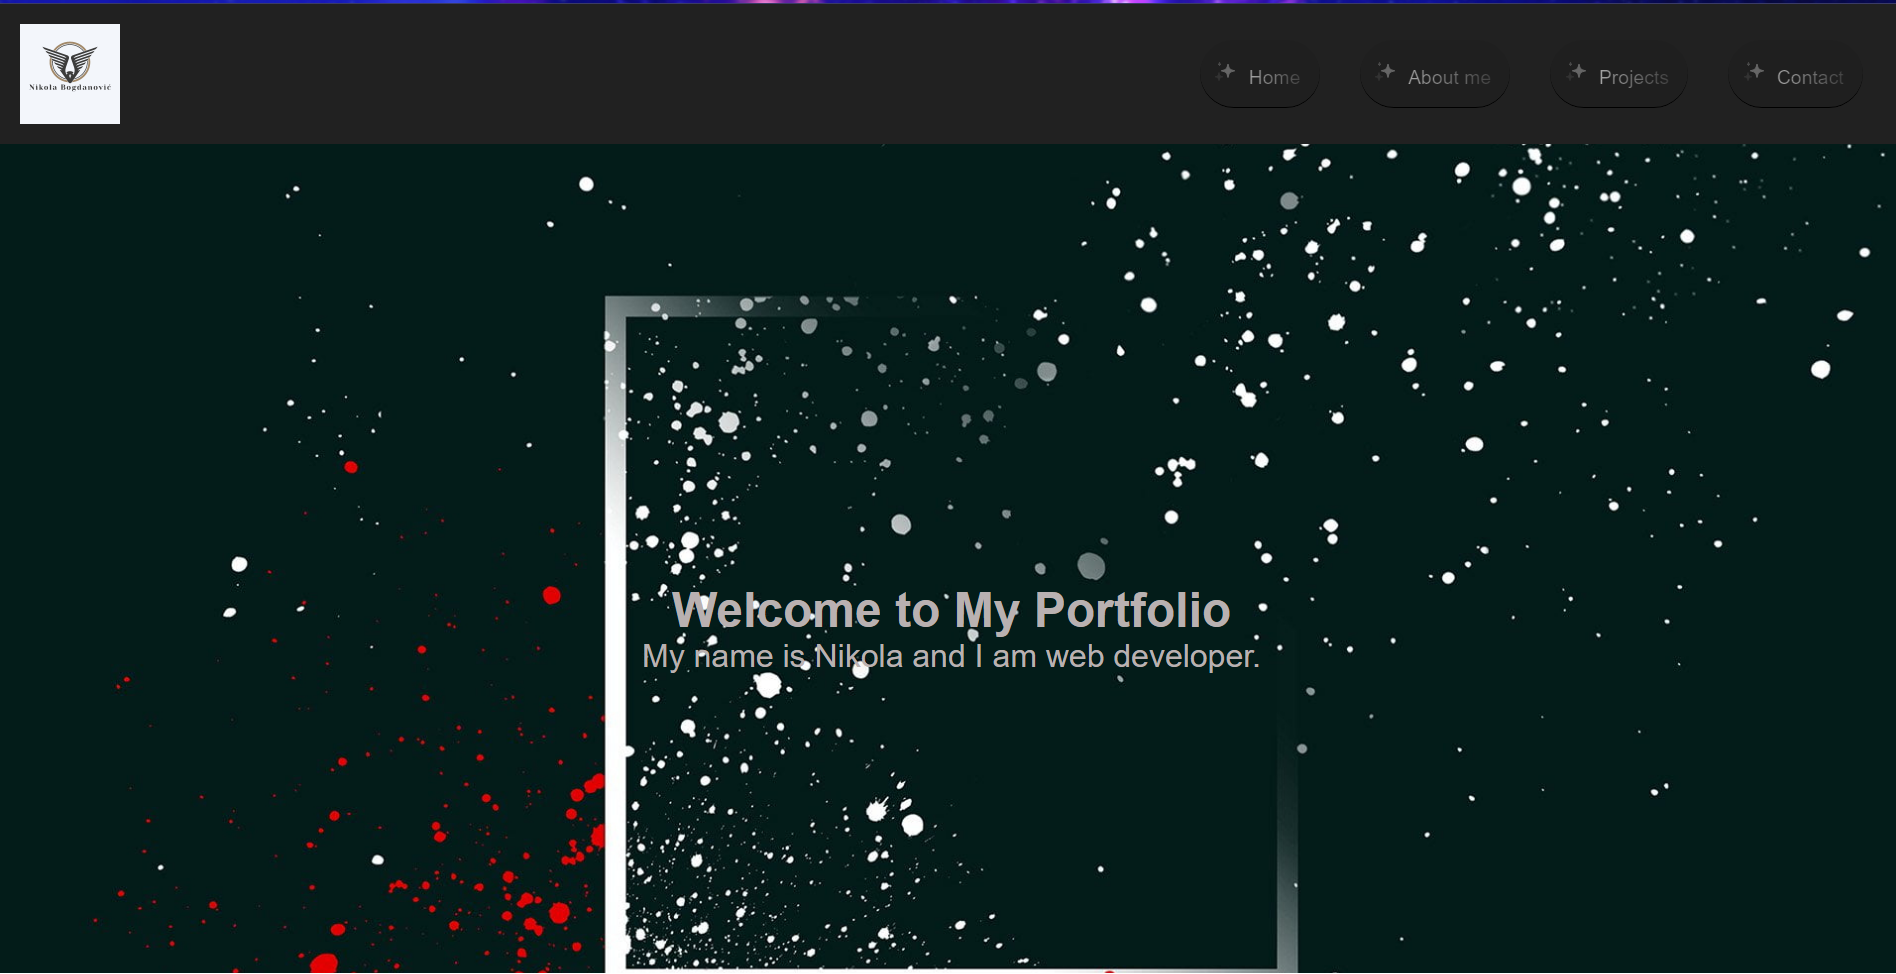 Nikola Bogdanović
Home
About me
Projects
Contact
Welcome to My Portfolio
My name is Nikola and I am web developer.